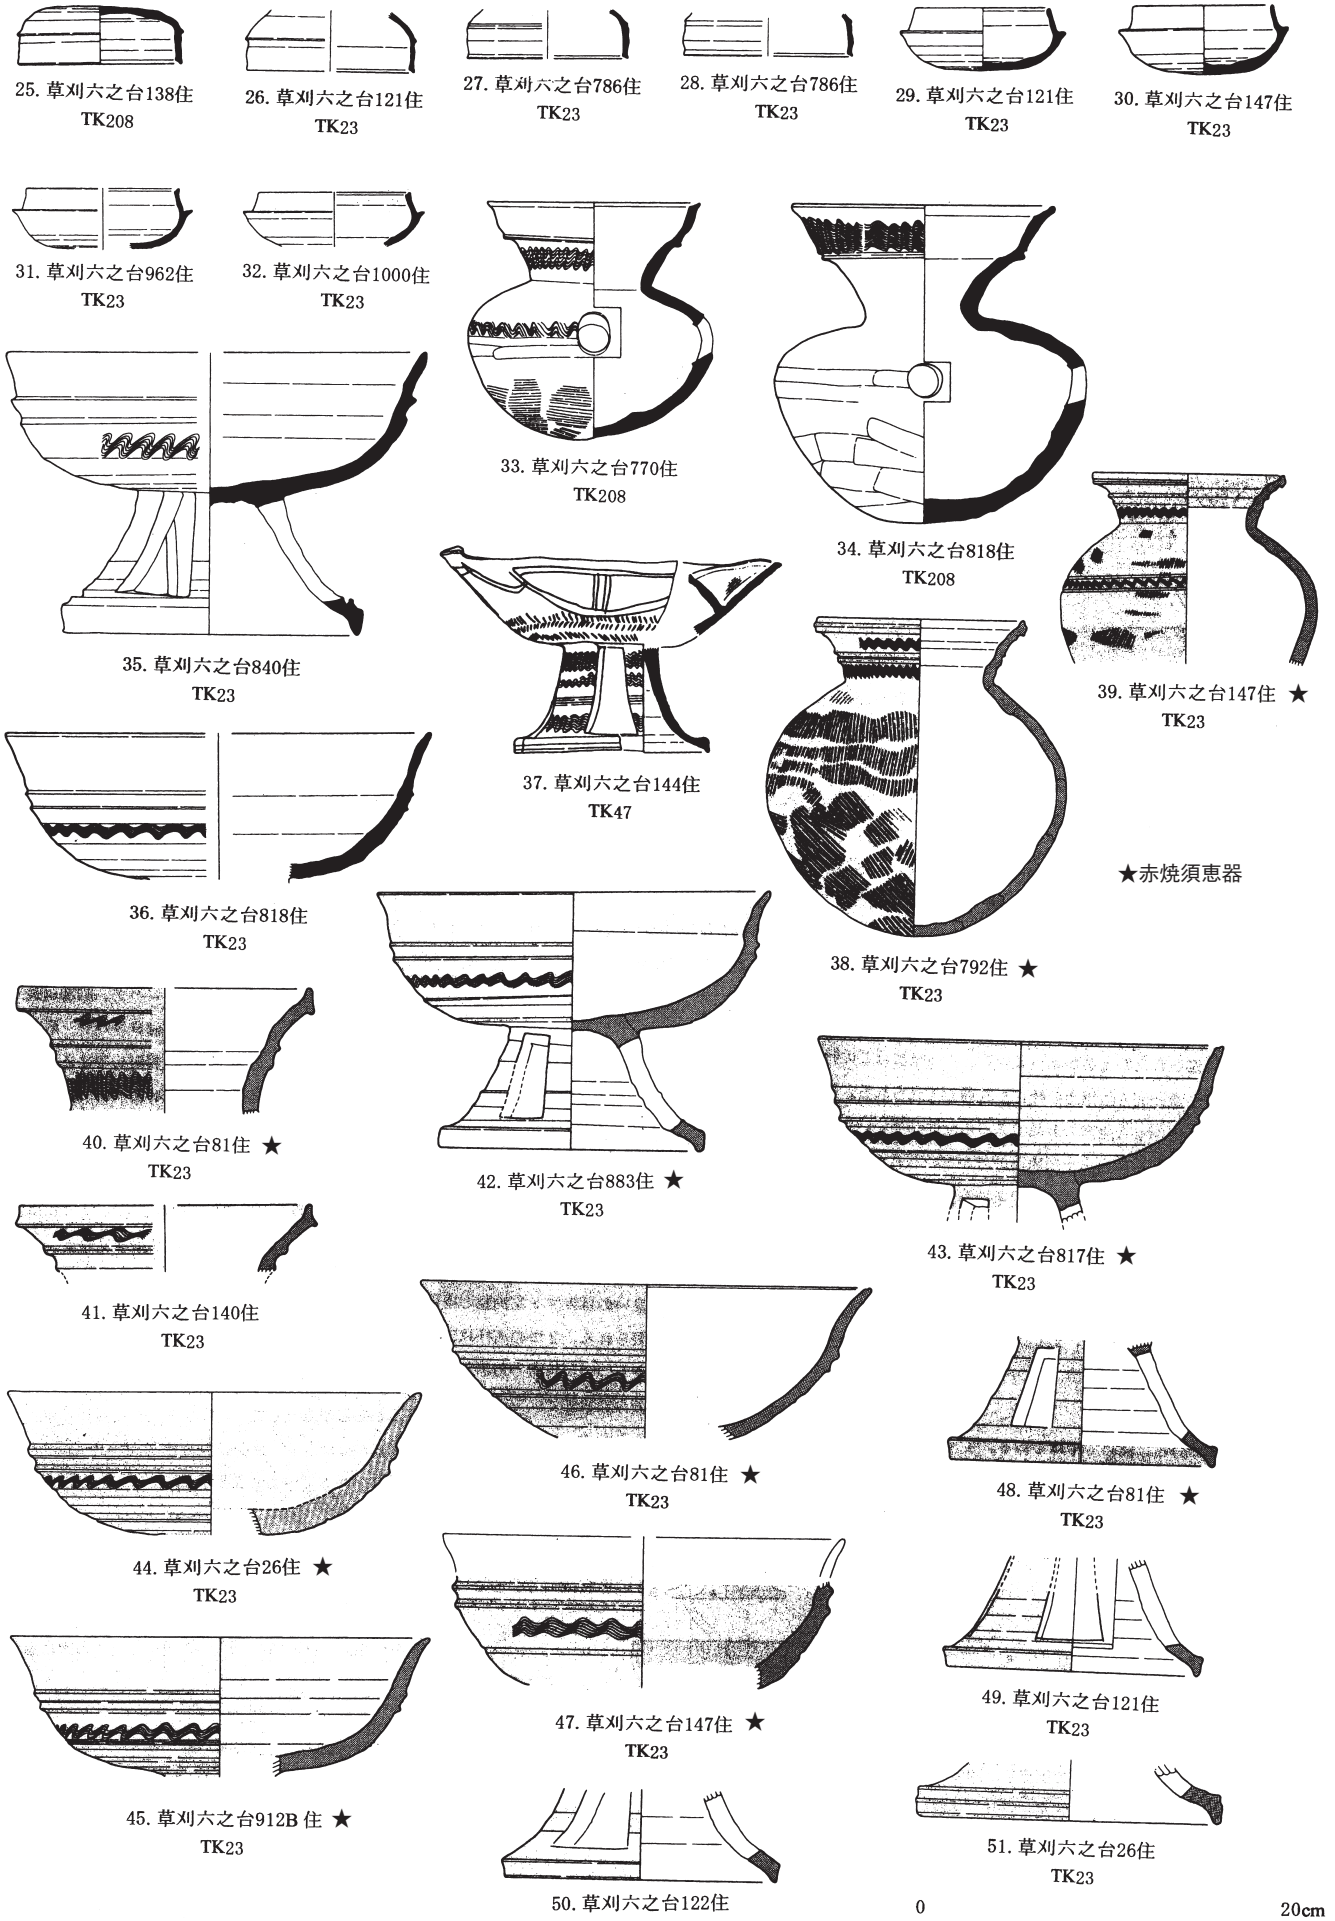 25. 草刈六之台138住
TK208
26. 草刈六之台121住
TK23
27. 草刈六之台786住
TK23
28. 草刈六之台786住
TK23
29. 草刈六之台121住
TK23
30. 草刈六之台147住
TK23
31. 草刈六之台962住
TK23
32. 草刈六之台1000住
TK23
33. 草刈六之台770住
TK208
34. 草刈六之台818住
TK208
35. 草刈六之台840住
TK23
36. 草刈六之台818住
TK23
37. 草刈六之台144住
TK47
38. 草刈六之台792住 ★
TK23
39. 草刈六之台147住 ★
TK23
★赤焼須恵器
40. 草刈六之台81住 ★
TK23
41. 草刈六之台140住
TK23
42. 草刈六之台883住 ★
TK23
43. 草刈六之台817住 ★
TK23
44. 草刈六之台26住 ★
TK23
45. 草刈六之台912B住 ★
TK23
46. 草刈六之台81住 ★
TK23
47. 草刈六之台147住 ★
TK23
48. 草刈六之台81住 ★
TK23
49. 草刈六之台121住
TK23
50. 草刈六之台122住
51. 草刈六之台26住
TK23
0 20cm